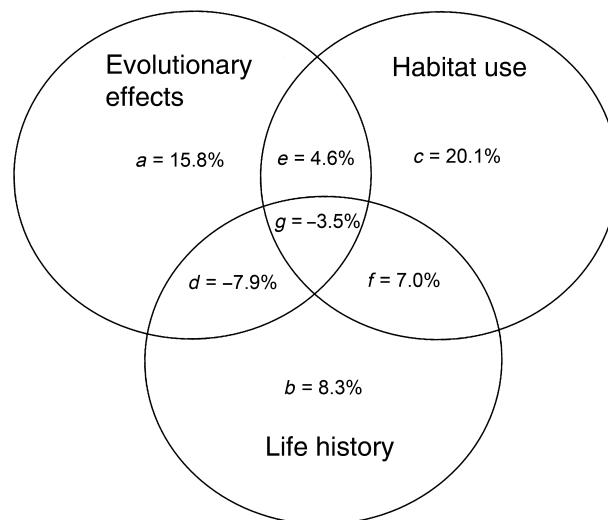 Evolutionary
effects
Habitat use
a = 15.8%
e = 4.6%
c = 20.1%
g = –3.5%
d = –7.9%
f = 7.0%
b = 8.3%
Life history